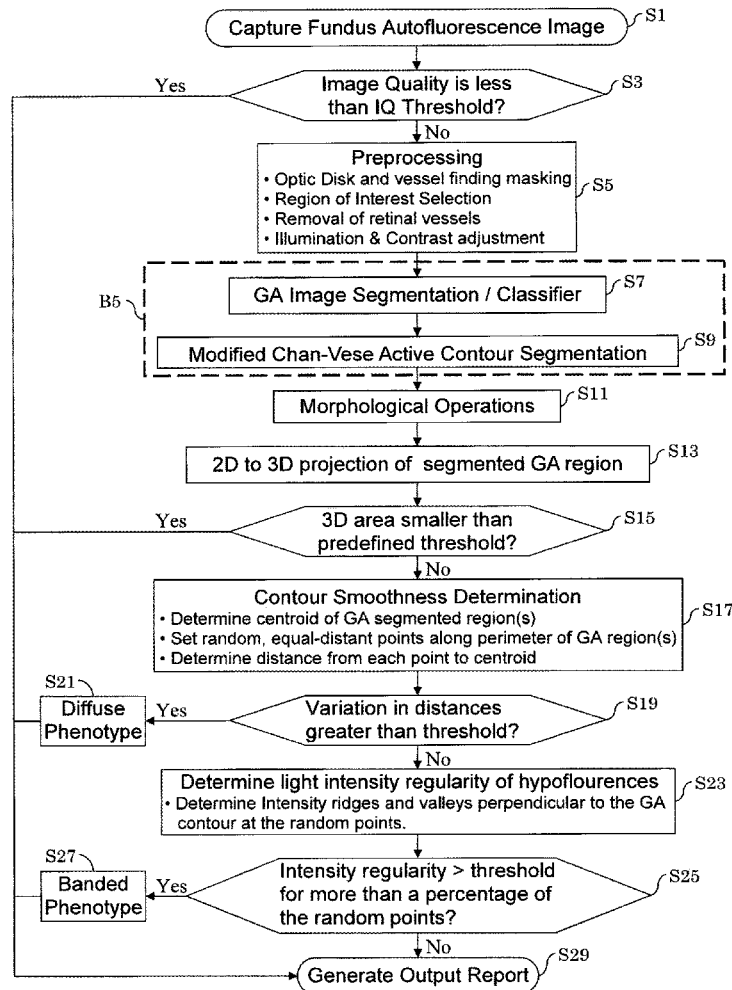 Capture Fundus Autofluorescence Image
S1
Yes
Image Quality is less
than IQ Threshold?
S3
No
Preprocessing
• Optic Disk and vessel finding masking
• Region of Interest Selection
• Removal of retinal vessels
• Illumination & Contrast adjustment
S5
B5
GA Image Segmentation / Classifier
S7
Modified Chan-Vese Active Contour Segmentation
S9
Morphological Operations
S11
2D to 3D projection of segmented GA region
S13
Yes
3D area smaller than
predefined threshold?
S15
No
Contour Smoothness Determination
• Determine centroid of GA segmented region(s)
• Set random, equal-distant points along perimeter of GA region(s)
• Determine distance from each point to centroid
S17
S21
Diffuse
Phenotype
Yes
Variation in distances
greater than threshold?
S19
No
Determine light intensity regularity of hypoflourences
• Determine Intensity ridges and valleys perpendicular to the GA
contour at the random points.
S23
S27
Banded
Phenotype
Yes
Intensity regularity > threshold
for more than a percentage of
the random points?
S25
No
Generate Output Report
S29